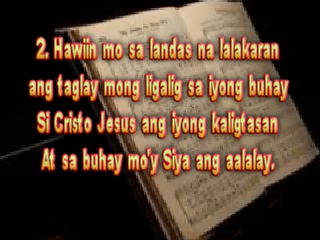 2. Hawiin mo sa landas na lalakaran
ang taglay mong ligalig sa iyong buhay
Si Cristo Jesus ang iyong kaligtasan
At sa buhay mo'y Siya ang aalalay.